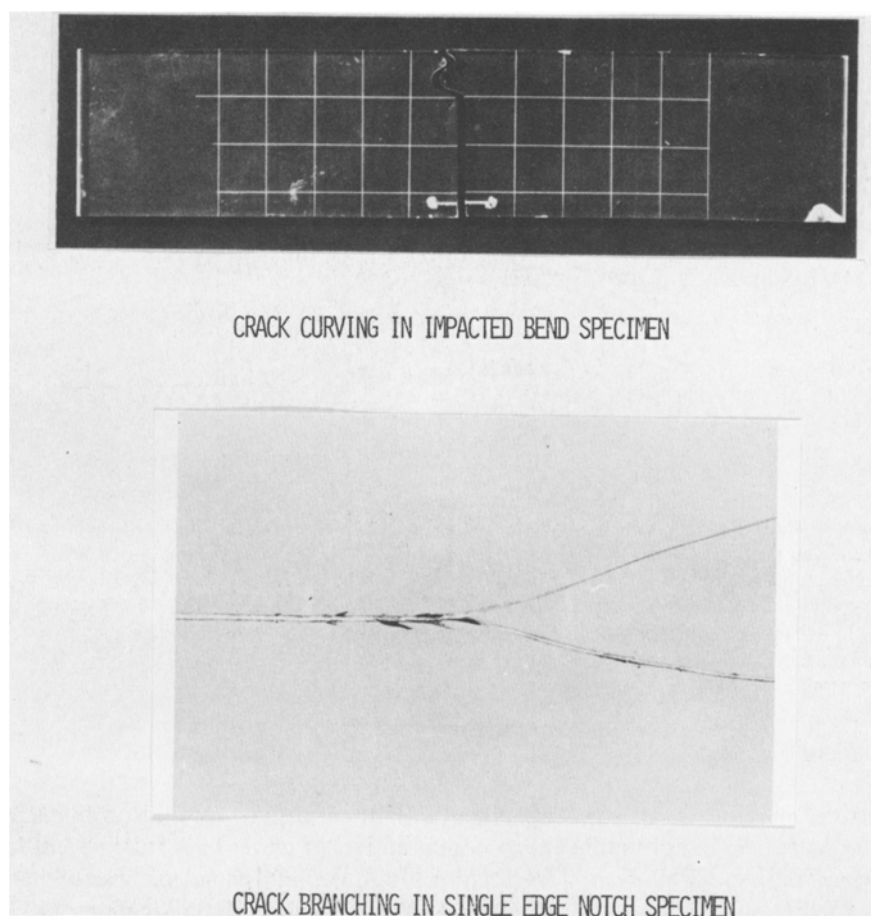 CRACK CURVING IN IMPACTED BEND SPECIMEN
CRACK BRANCHING IN SINGLE EDGE NOTCH SPECIMEN